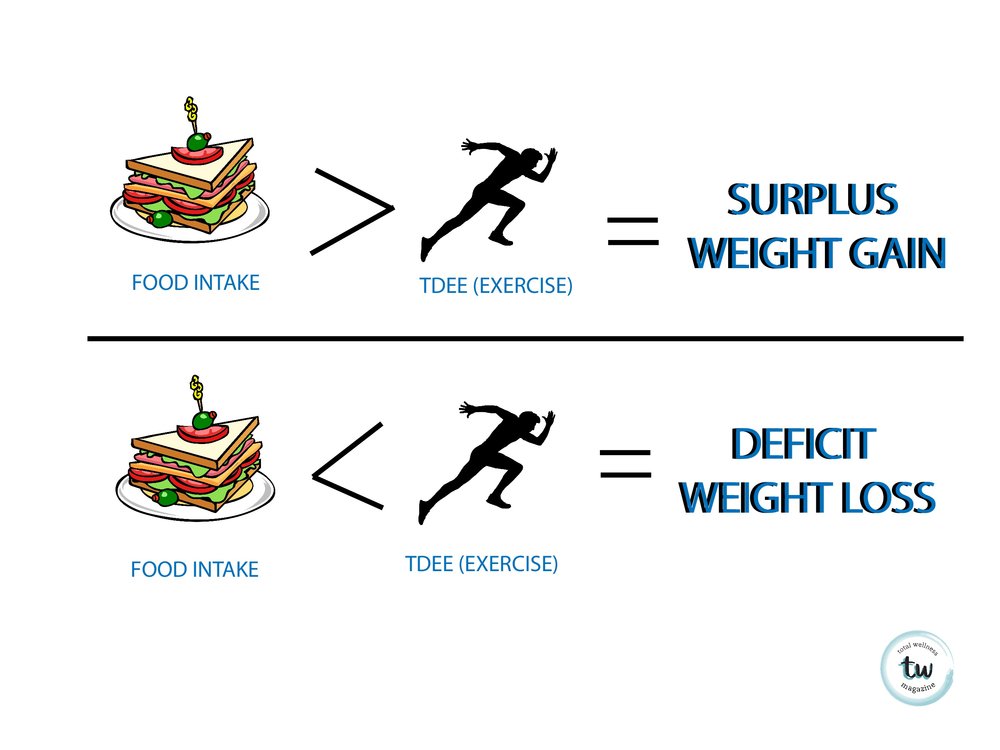 FOOD INTAKE
>
TDEE (EXERCISE)
=
SURPLUS
WEIGHT GAIN
FOOD INTAKE
<
TDEE (EXERCISE)
=
DEFICIT
WEIGHT LOSS
total wellness
tw
magazine